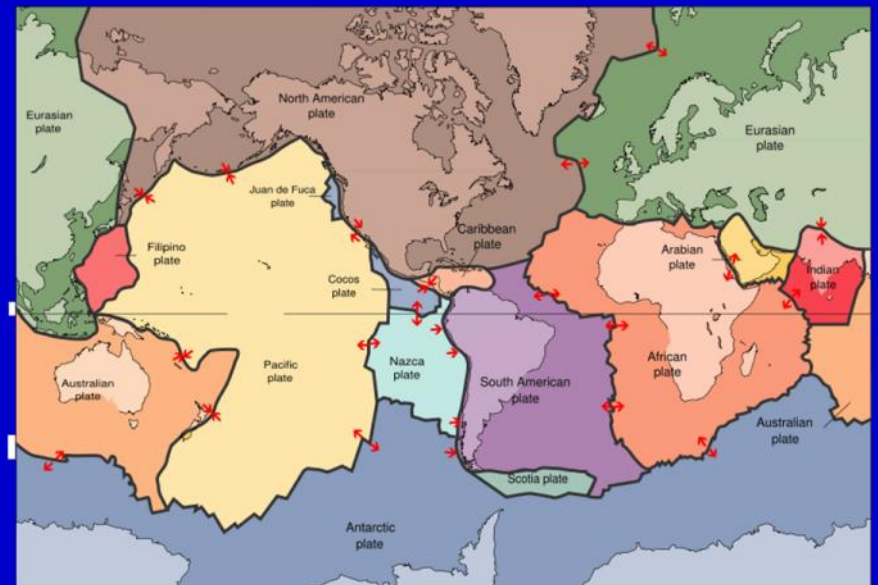 North American
plate
Eurasian
plate
Eurasian
plate
Juan de Fuca
plate
Caribbean
plate
Filipino
plate
Arabian
plate
Indian
plate
Cocos
plate
Pacific
plate
Nazca
plate
South American
plate
African
plate
Australian
plate
Australian
plate
Scotia plate
Antarctic
plate